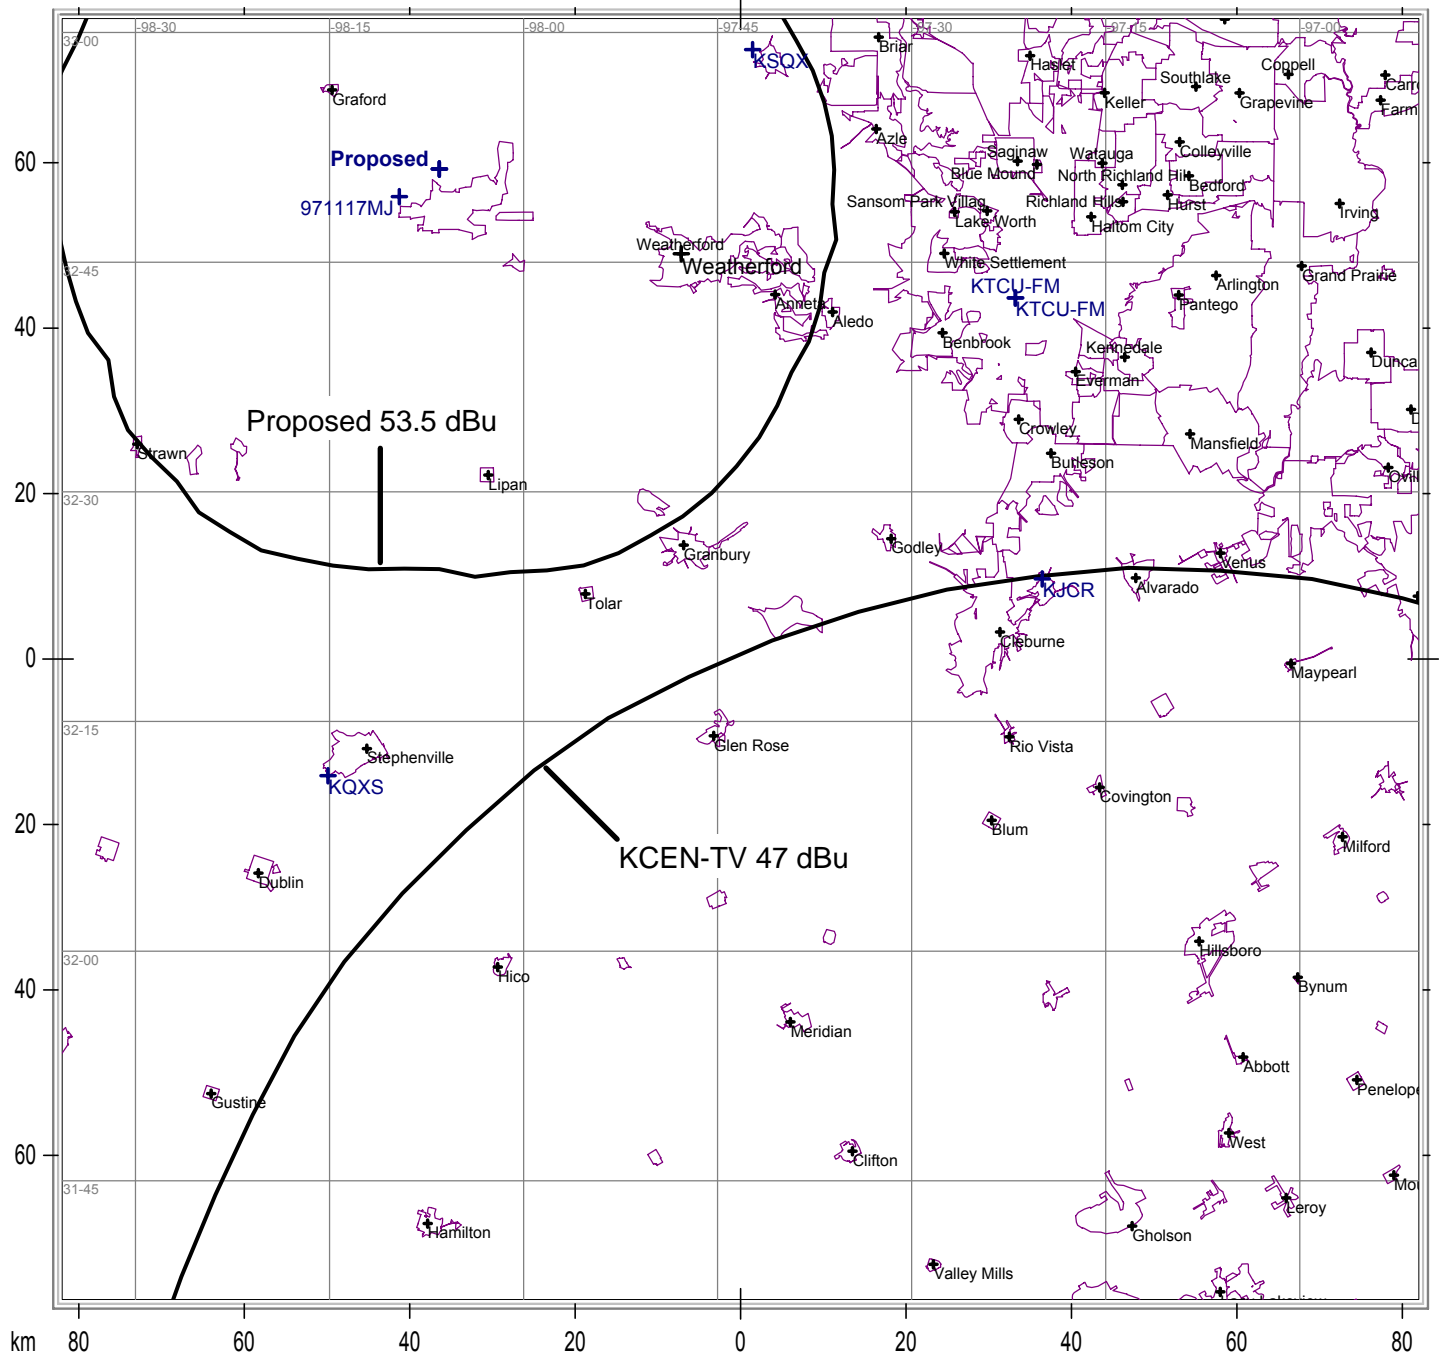 -98-30
-98-15
-98-00
-97-45
-97-30
-97-15
-97-00
33-00
KSQX
Briar
Haslet
Southlake
Coppell
Graford
Keller
Grapevine
Carr
Farm
Azle
60
Proposed
Saginaw
Watauga
Colleyville
Blue Mound
North Richland Hill
Bedford
971117MJ
Sansom Park Villag
Richland Hills
Hurst
Lake Worth
Haltom City
Irving
Weatherford
Weatherford
White Settlement
32-45
KTCU-FM
Arlington
Grand Prairie
Annetta
KTCU-FM
Pantego
Aledo
40
Benbrook
Kennedale
Dunca
Everman
Proposed 53.5 dBu
Crowley
Mansfield
Strawn
Burleson
Lipan
Ovill
20
32-30
Granbury
Godley
Venus
KJCR
Alvarado
Tolar
Cleburne
0
Maypearl
32-15
Glen Rose
Rio Vista
Stephenville
KQXS
Covington
20
Blum
Milford
KCEN-TV 47 dBu
Dublin
Hillsboro
32-00
Hico
Bynum
40
Meridian
Abbott
Gustine
Penelope
West
60
Clifton
31-45
Leroy
Hamilton
Gholson
Valley Mills
km 80 60 40 20 0 20 40 60 80